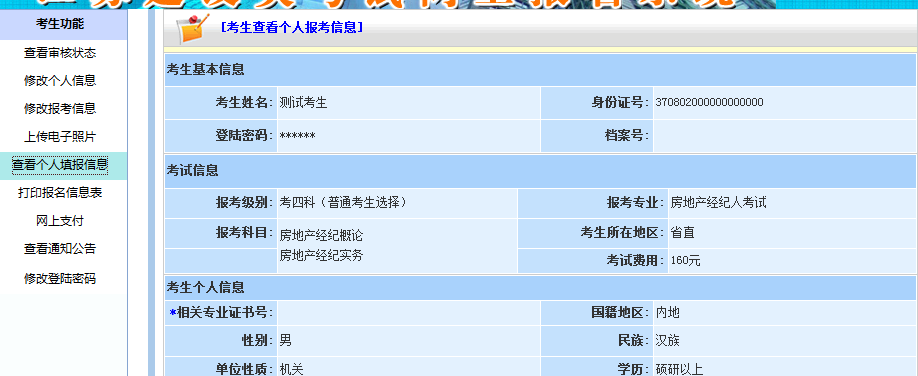 考生功能
查看审核状态
修改个人信息
修改报考信息
上传电子照片
查看个人填报信息
打印报名信息表
网上支付
查看通知公告
修改登陆密码
[考生查看个人报考信息]
考生基本信息
考生姓名: 测试考生 身份证号: 370802000000000000
登陆密码: ****** 档案号:
考试信息
报考级别: 考四科（普通考生选择） 报考专业: 房地产经纪人考试
报考科目: 房地产经纪概论 考生所在地区: 省直
房地产经纪实务
考试费用: 160元
考生个人信息
*相关专业证书号: 国籍地区: 内地
性别: 男 民族: 汉族
单位性质: 机关 学历: 硕研以上